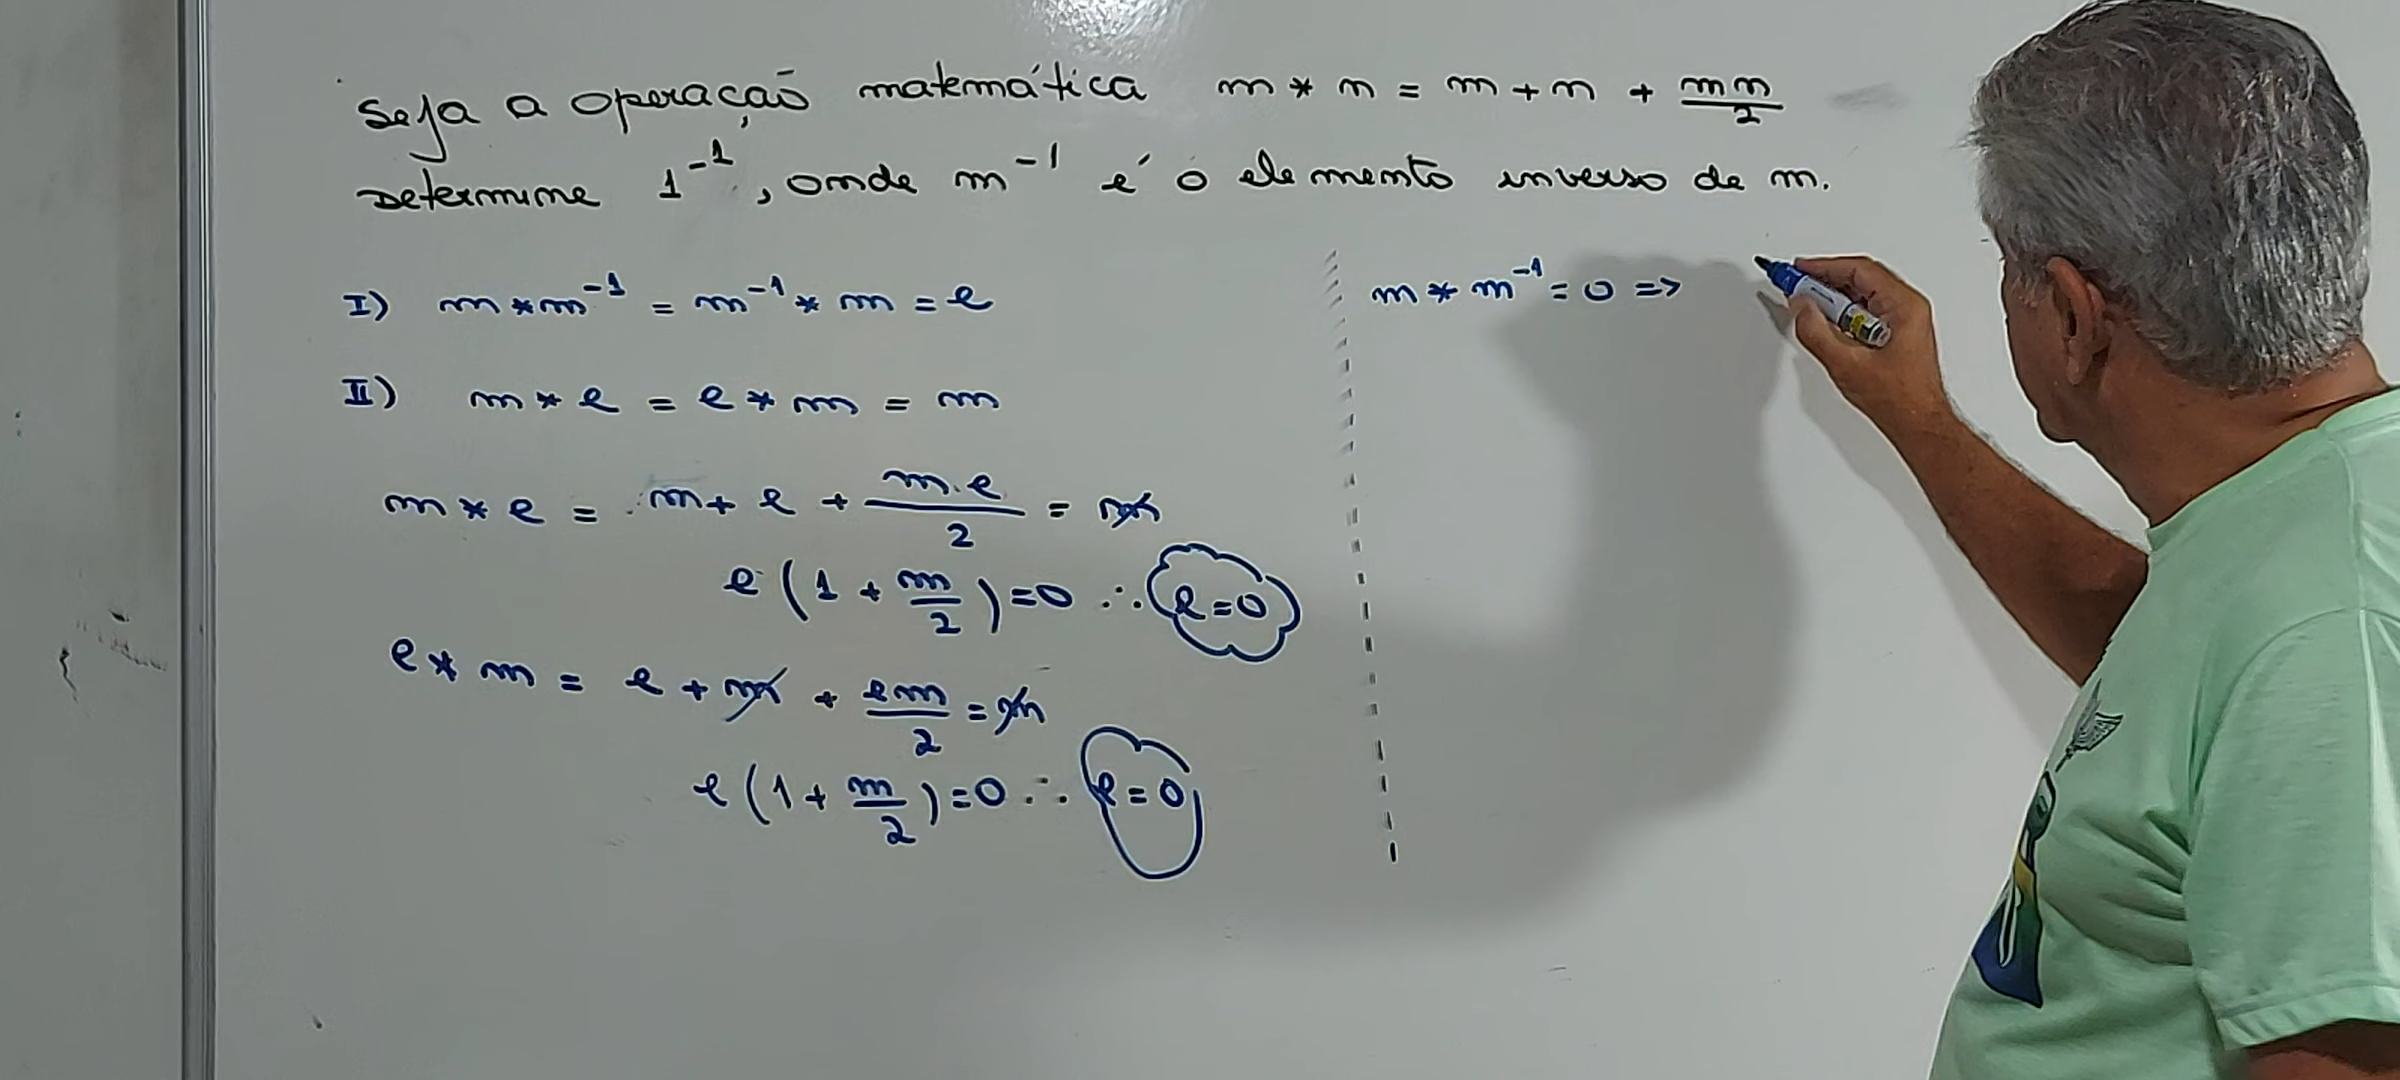 Seja a operação matemática m * n = m + n + mn/2
Determine 1⁻¹, onde m⁻¹ é o elemento inverso de m.
I) m * m⁻¹ = m⁻¹ * m = e
II) m * e = e * m = m
m * e = m + e + m.e/2 = m
e (1 + m/2) = 0 ∴ e = 0
e * m = e + m + em/2 = m
e (1 + m/2) = 0 ∴ e = 0
m * m⁻¹ = 0 =>